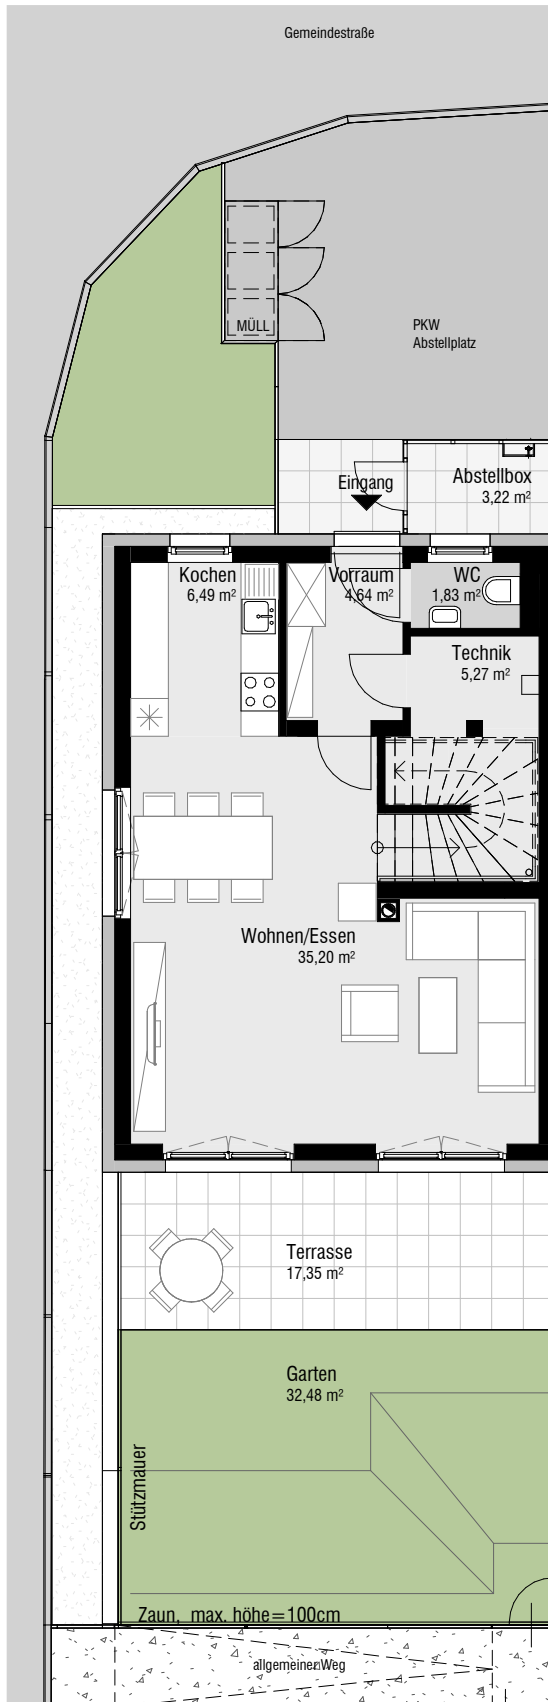 Gemeindestraße
MÜLL
PKW
Abstellplatz
Eingang
Abstellbox
3,22 m²
Kochen
6,49 m²
Vorraum
4,64 m²
WC
1,83 m²
Technik
5,27 m²
Wohnen/Essen
35,20 m²
Terrasse
17,35 m²
Garten
32,48 m²
Stützmauer
Zaun, max. höhe=100cm
allgemeiner Weg